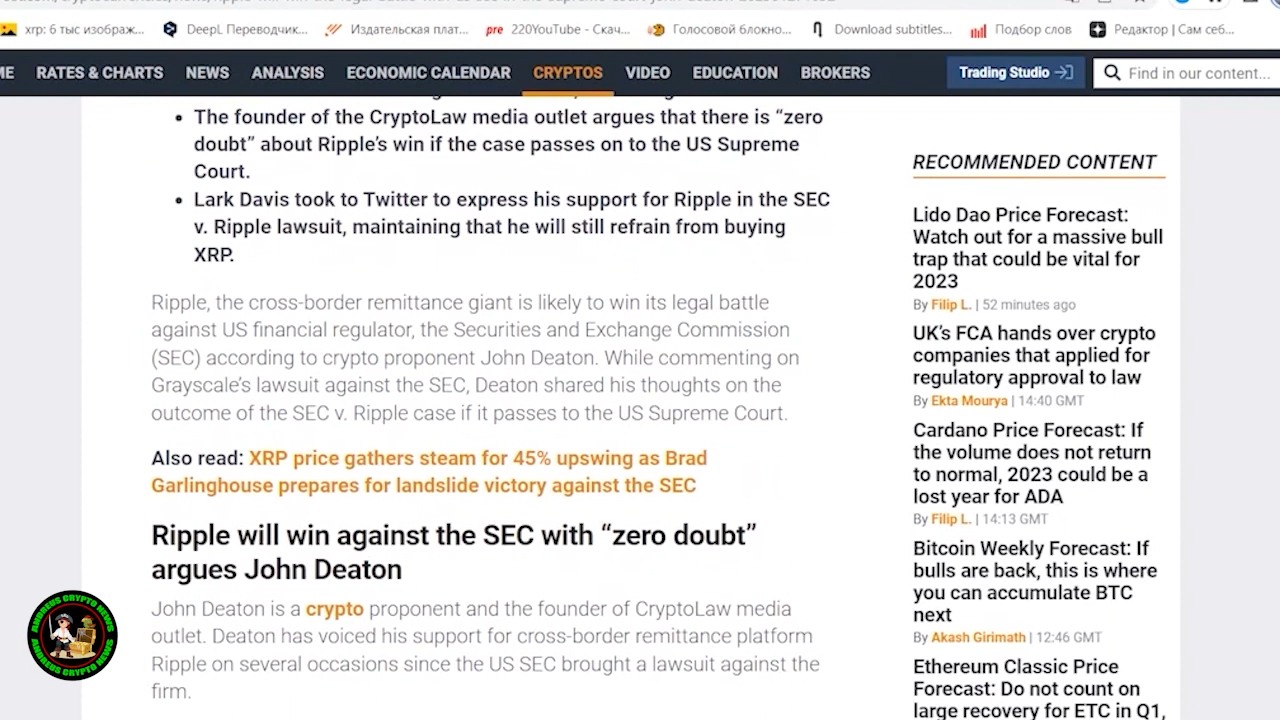 xrp: 6 тыс изображ...
DeepL Переводчик...
Издательская плат...
pre 220YouTube - Скач...
Голосовой блокно...
Download subtitles...
Подбор слов
Редактор | Сам себ...
ME
RATES & CHARTS
NEWS
ANALYSIS
ECONOMIC CALENDAR
CRYPTOS
VIDEO
EDUCATION
BROKERS
Trading Studio
Find in our content...
• The founder of the CryptoLaw media outlet argues that there is “zero
doubt” about Ripple’s win if the case passes on to the US Supreme
Court.
• Lark Davis took to Twitter to express his support for Ripple in the SEC
v. Ripple lawsuit, maintaining that he will still refrain from buying
XRP.
Ripple, the cross-border remittance giant is likely to win its legal battle
against US financial regulator, the Securities and Exchange Commission
(SEC) according to crypto proponent John Deaton. While commenting on
Grayscale’s lawsuit against the SEC, Deaton shared his thoughts on the
outcome of the SEC v. Ripple case if it passes to the US Supreme Court.
Also read: XRP price gathers steam for 45% upswing as Brad
Garlinghouse prepares for landslide victory against the SEC
Ripple will win against the SEC with “zero doubt”
argues John Deaton
John Deaton is a crypto proponent and the founder of CryptoLaw media
outlet. Deaton has voiced his support for cross-border remittance platform
Ripple on several occasions since the US SEC brought a lawsuit against the
firm.
RECOMMENDED CONTENT
Lido Dao Price Forecast:
Watch out for a massive bull
trap that could be vital for
2023
By Filip L. | 52 minutes ago
UK’s FCA hands over crypto
companies that applied for
regulatory approval to law
By Ekta Mourya | 14:40 GMT
Cardano Price Forecast: If
the volume does not return
to normal, 2023 could be a
lost year for ADA
By Filip L. | 14:13 GMT
Bitcoin Weekly Forecast: If
bulls are back, this is where
you can accumulate BTC
next
By Akash Girimath | 12:46 GMT
Ethereum Classic Price
Forecast: Do not count on
large recovery for ETC in Q1,
ANDREUS CRYPTO NEWS
ANDREUS CRYPTO NEWS